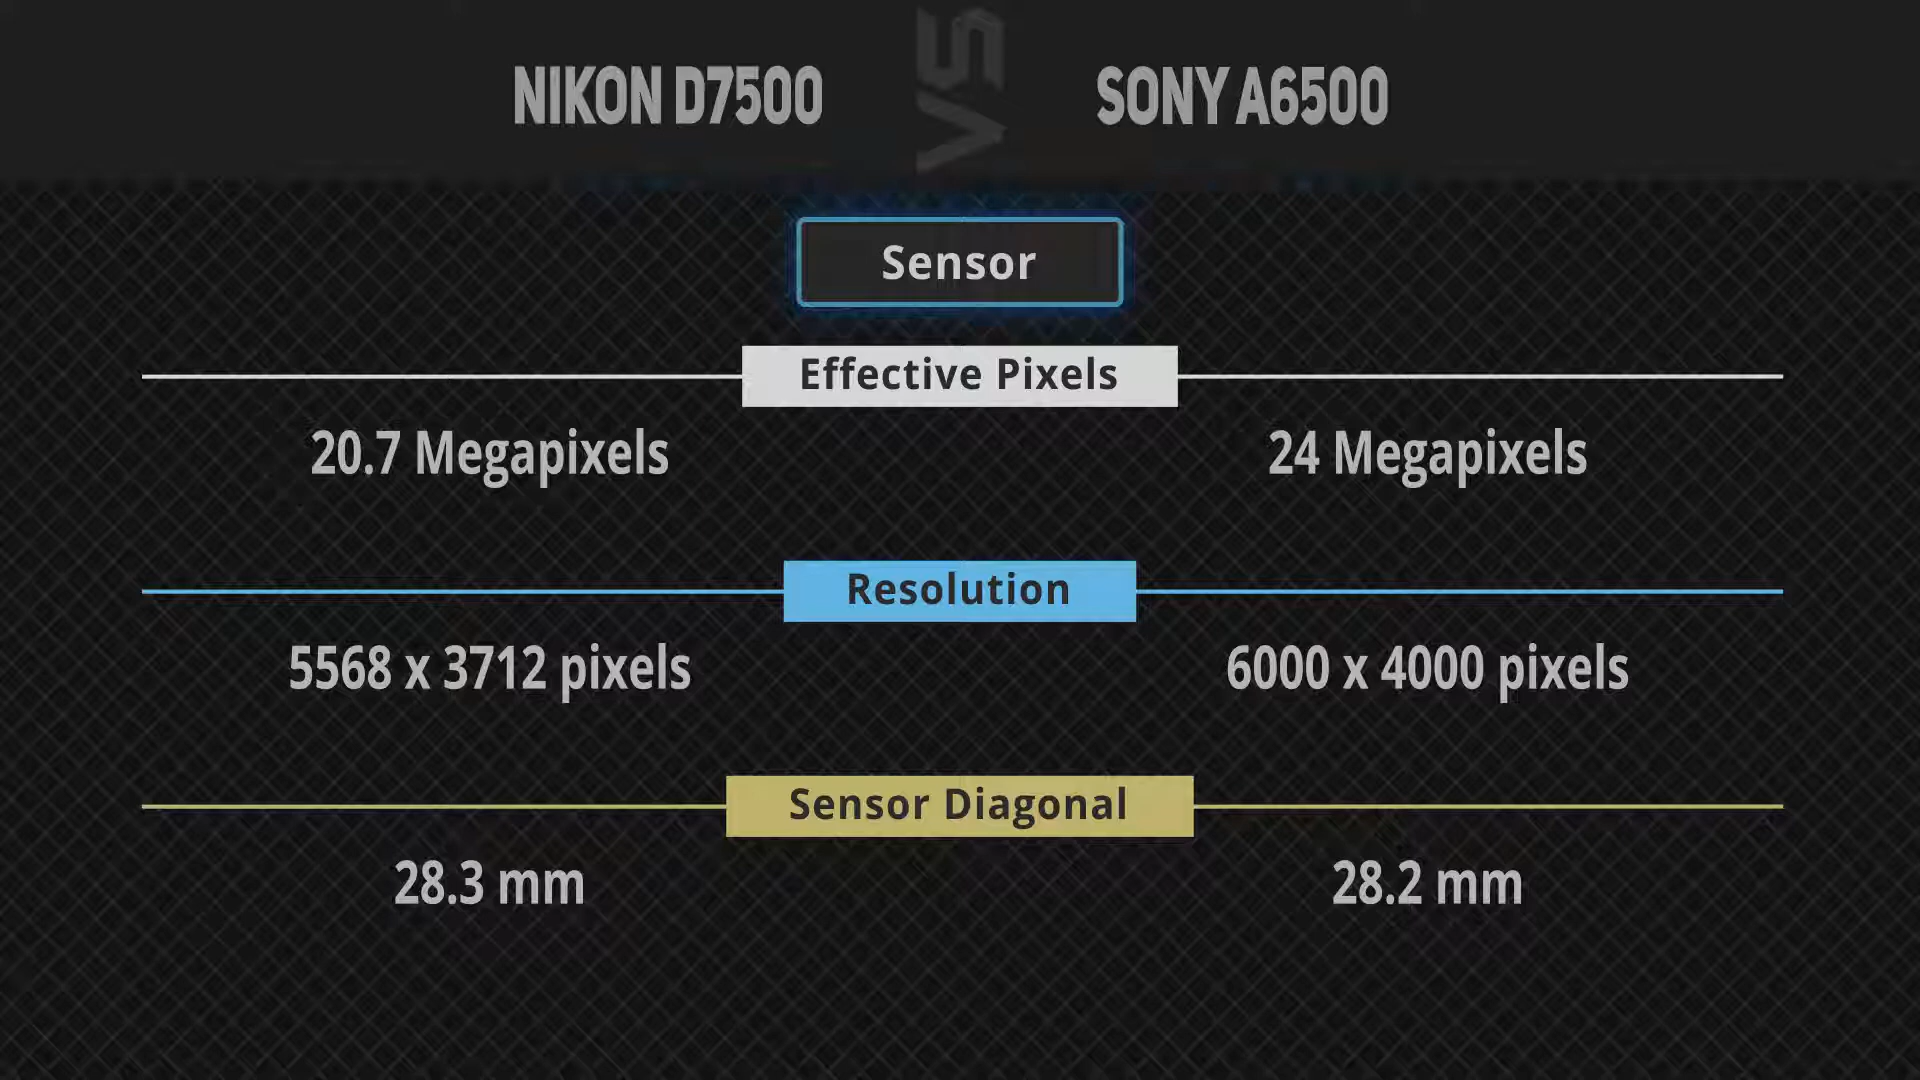 NIKON D7500 VS SONY A6500
Sensor
Effective Pixels
20.7 Megapixels 24 Megapixels
Resolution
5568 x 3712 pixels 6000 x 4000 pixels
Sensor Diagonal
28.3 mm 28.2 mm